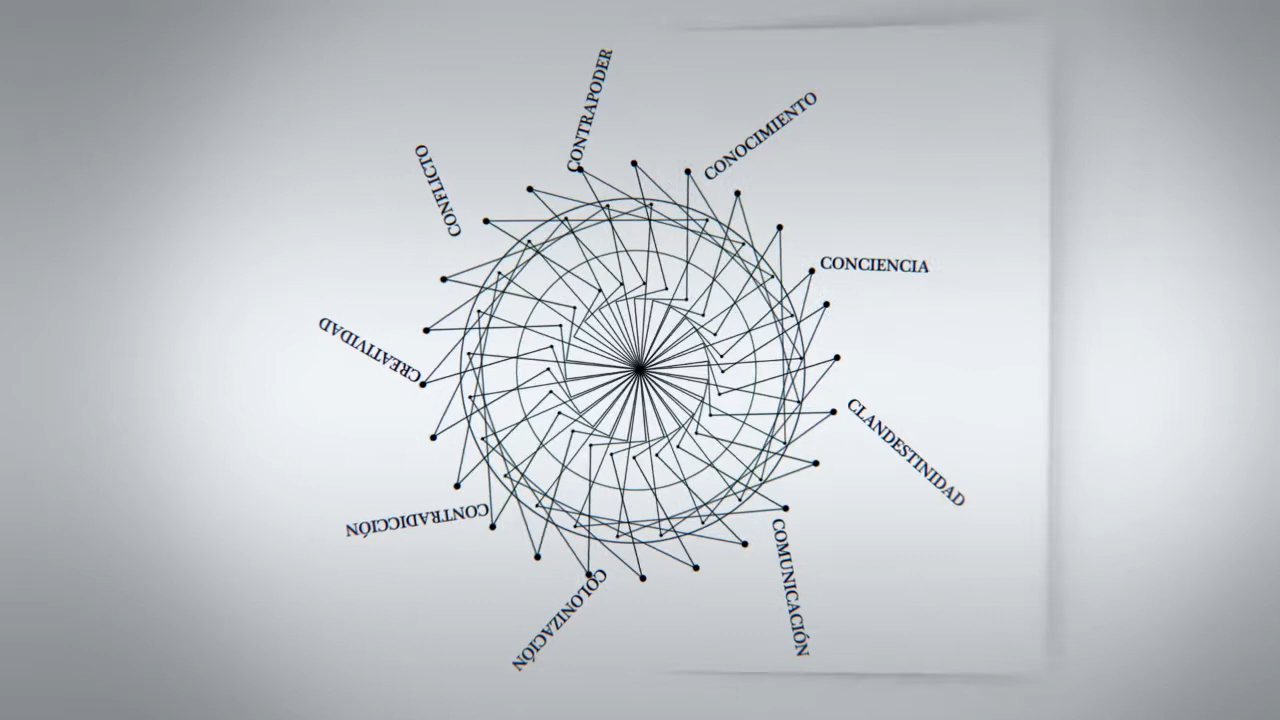 CONTRAPODER
CONOCIMIENTO
CONCIENCIA
CLANDESTINIDAD
COMUNICACIÓN
COLONIZACIÓN
CONTRADICCIÓN
CREATIVIDAD
CONFLICTO